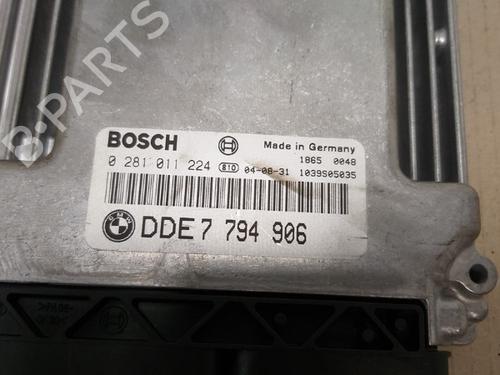 B-PARTS
BOSCH
Made in Germany
0 281 011 224 810 04-08-31
1865 0048
1039S05035
BMW
DDE 7 794 906